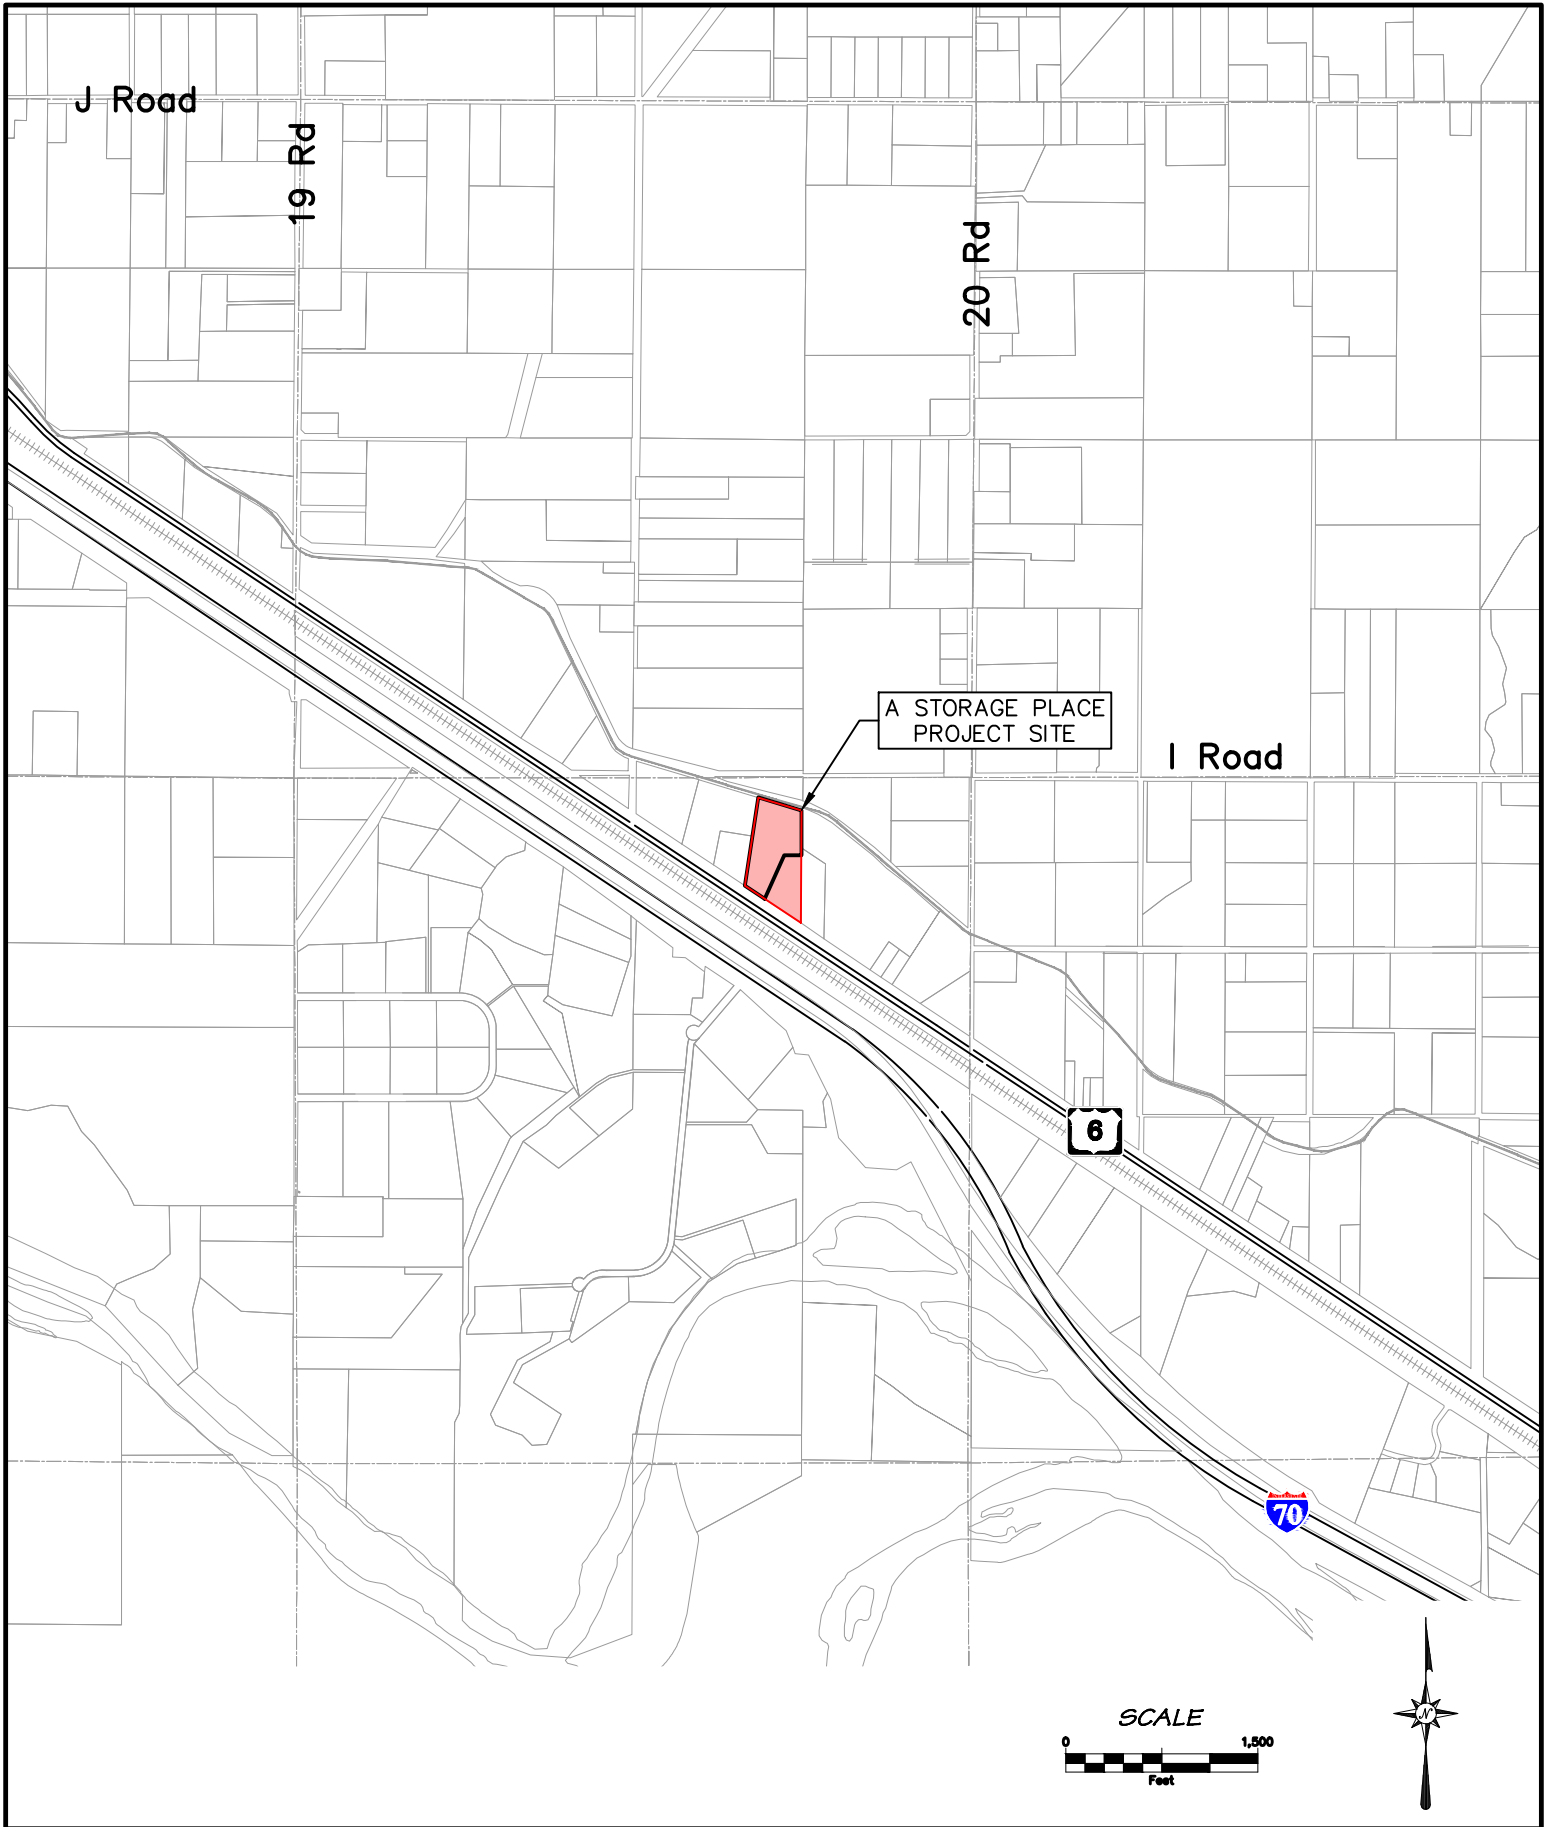 J Road
19 Rd
20 Rd
A STORAGE PLACE
PROJECT SITE
I Road
6
70
SCALE
0 1,500
Feet
N